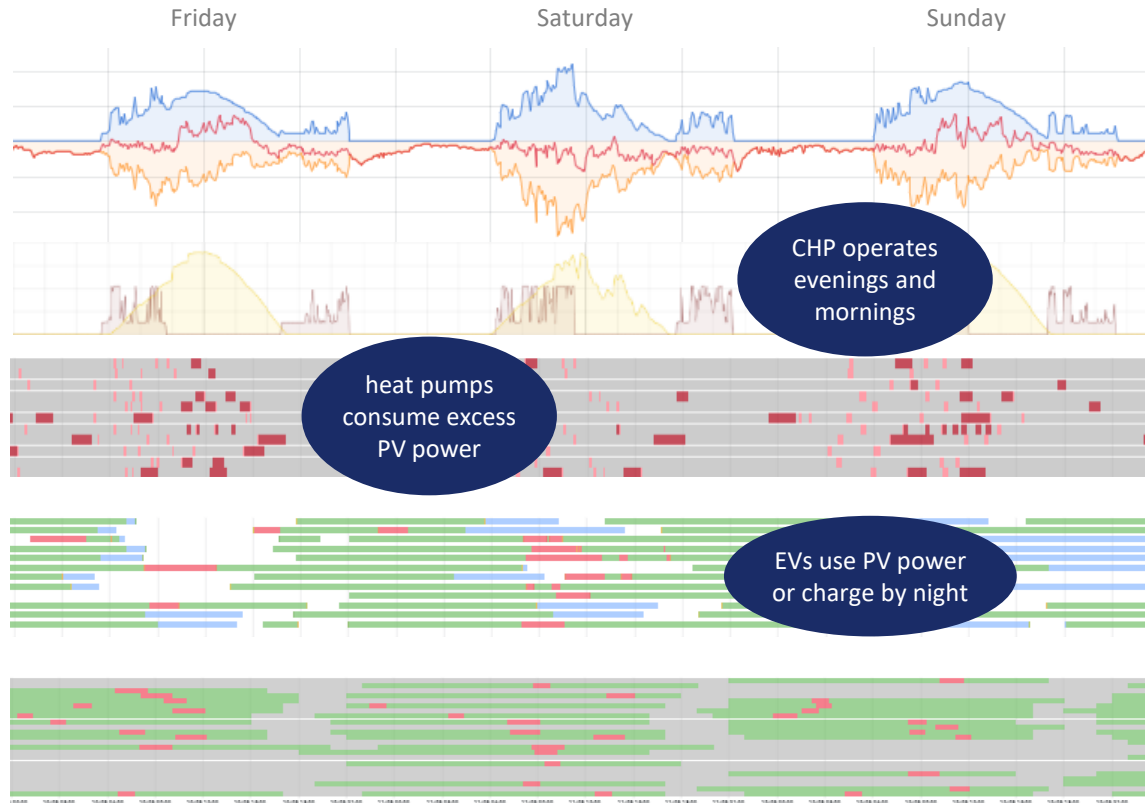 Friday
Saturday
Sunday
CHP operates
evenings and
mornings
heat pumps
consume excess
PV power
EVs use PV power
or charge by night